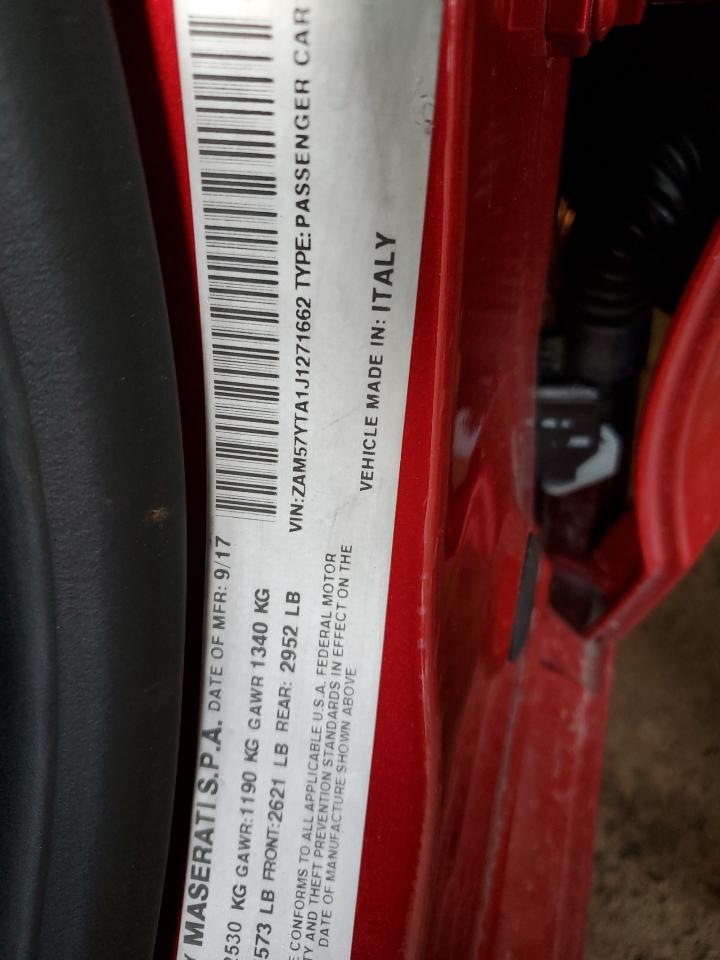 MASERATI S.P.A. DATE OF MFR: 9/17
2530 KG GAWR:1190 KG GAWR 1340 KG
573 LB FRONT:2621 LB REAR: 2952 LB
CONFORMS TO ALL APPLICABLE U.S.A. FEDERAL MOTOR
TY AND THEFT PREVENTION STANDARDS IN EFFECT ON THE
DATE OF MANUFACTURE SHOWN ABOVE
VIN:ZAM57YTA1J1271662 TYPE:PASSENGER CAR
VEHICLE MADE IN: ITALY